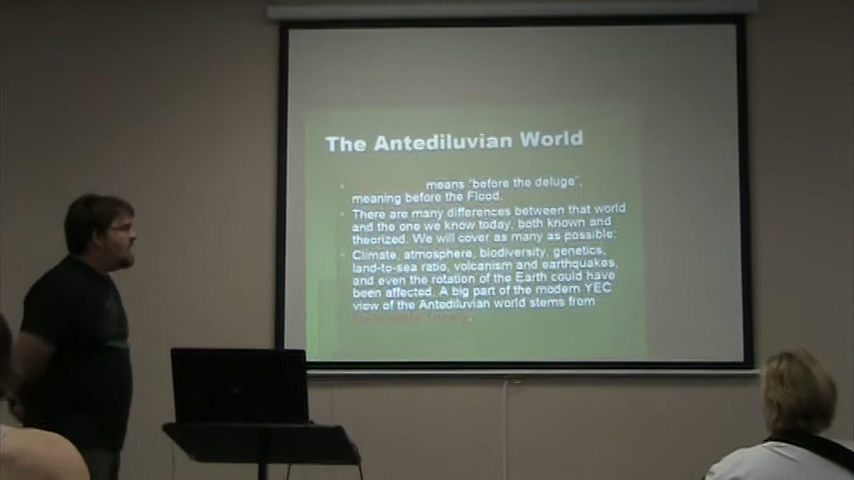 The Antediluvian World
means "before the deluge",
meaning before the Flood.
There are many differences between that world
and the one we know today, both known and
theorized. We will cover as many as possible:
Climate, atmosphere, biodiversity, genetics,
land-to-sea ratio, volcanism and earthquakes,
and even the rotation of the Earth could have
been affected. A big part of the modern YEC
view of the Antediluvian world stems from